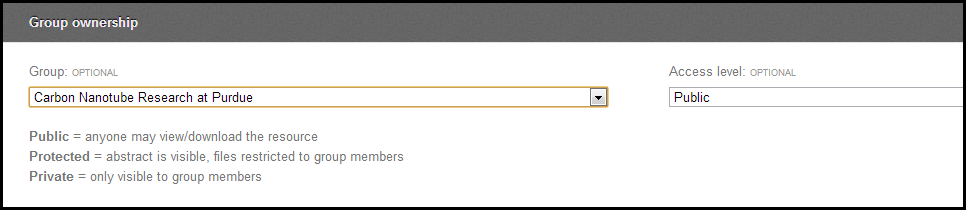 Group ownership
Group: OPTIONAL
Access level: OPTIONAL
Carbon Nanotube Research at Purdue
Public
Public = anyone may view/download the resource
Protected = abstract is visible, files restricted to group members
Private = only visible to group members